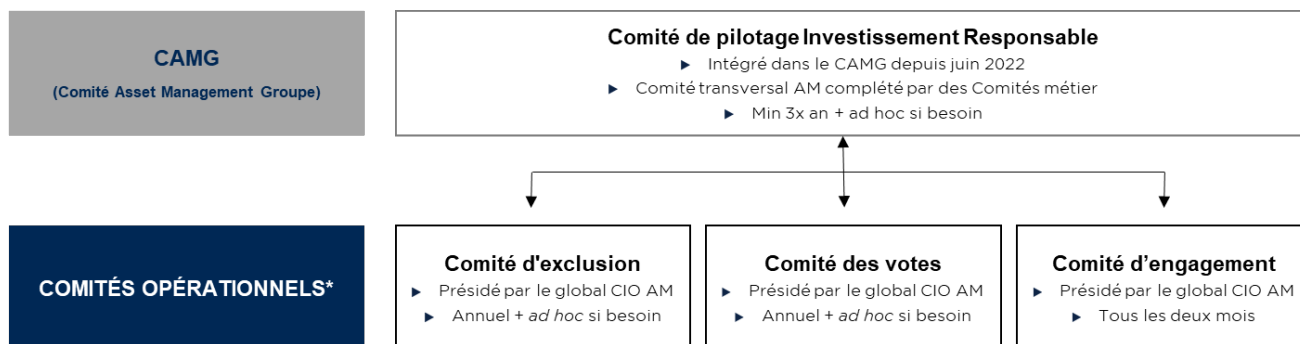 CAMG
(Comité Asset Management Groupe)
Comité de pilotage Investissement Responsable
► Intégré dans le CAMG depuis juin 2022
► Comité transversal AM complété par des Comités métier
► Min 3x an + ad hoc si besoin
COMITÉS OPÉRATIONNELS*
Comité d'exclusion
► Présidé par le global CIO AM
► Annuel + ad hoc si besoin
Comité des votes
► Présidé par le global CIO AM
► Annuel + ad hoc si besoin
Comité d’engagement
► Présidé par le global CIO AM
► Tous les deux mois